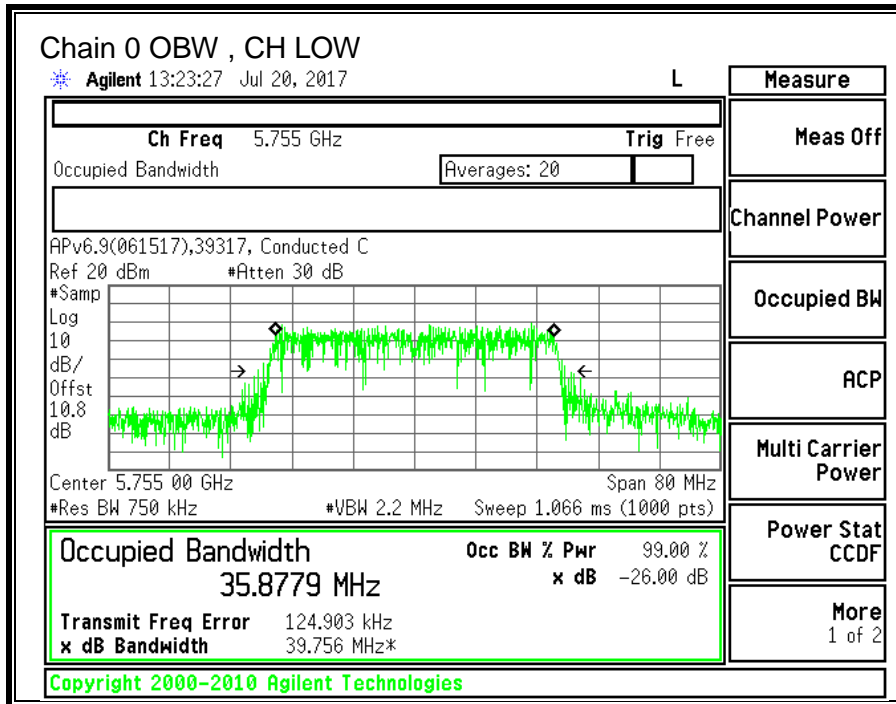 Chain 0 OBW , CH LOW
Agilent 13:23:27 Jul 20, 2017 L
Measure
Ch Freq 5.755 GHz Trig Free
Meas Off
Occupied Bandwidth Averages: 20
Channel Power
APv6.9(061517),39317, Conducted C
Ref 20 dBm #Atten 30 dB
#Samp
Log
10
dB/
Offst
10.8
dB
Occupied BW
ACP
Multi Carrier
Power
Center 5.755 00 GHz Span 80 MHz
#Res BW 750 kHz #VBW 2.2 MHz Sweep 1.066 ms (1000 pts)
Power Stat
CCDF
Occupied Bandwidth Occ BW % Pwr 99.00 %
35.8779 MHz x dB -26.00 dB
Transmit Freq Error 124.903 kHz
x dB Bandwidth 39.756 MHz*
More
1 of 2
Copyright 2000-2010 Agilent Technologies